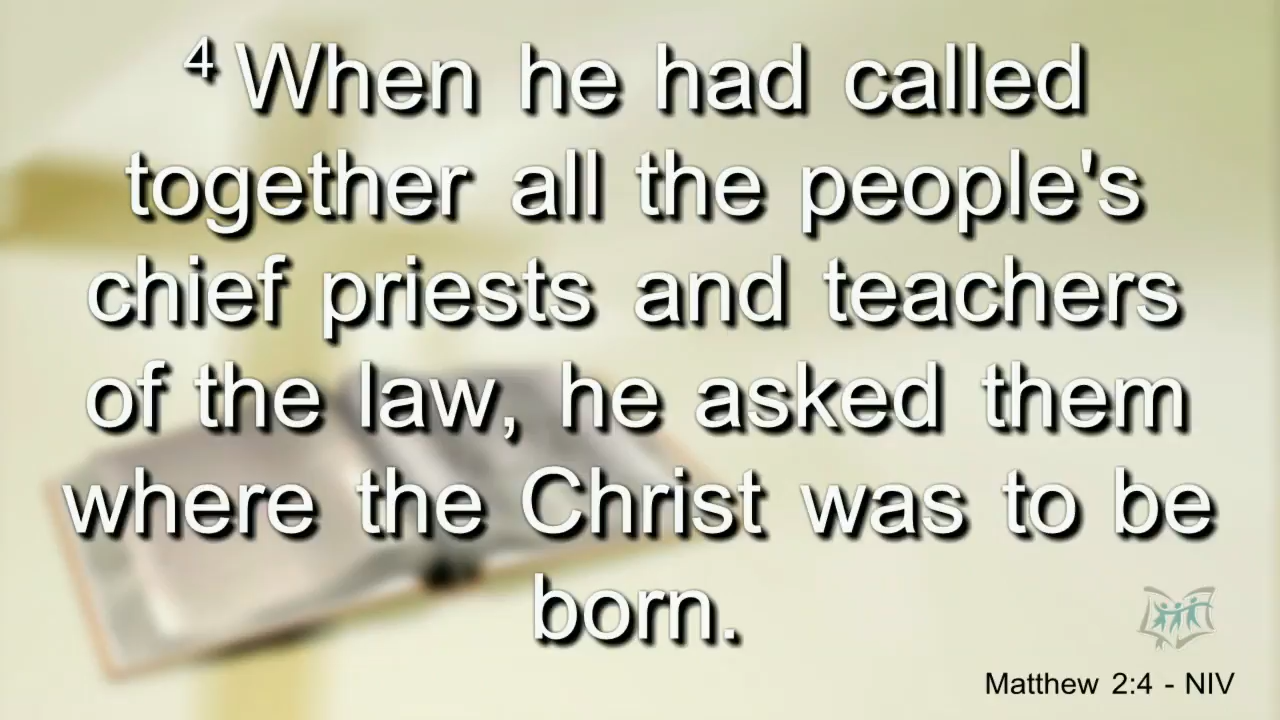 4 When he had called
together all the people's
chief priests and teachers
of the law, he asked them
where the Christ was to be
born.
Matthew 2:4 - NIV